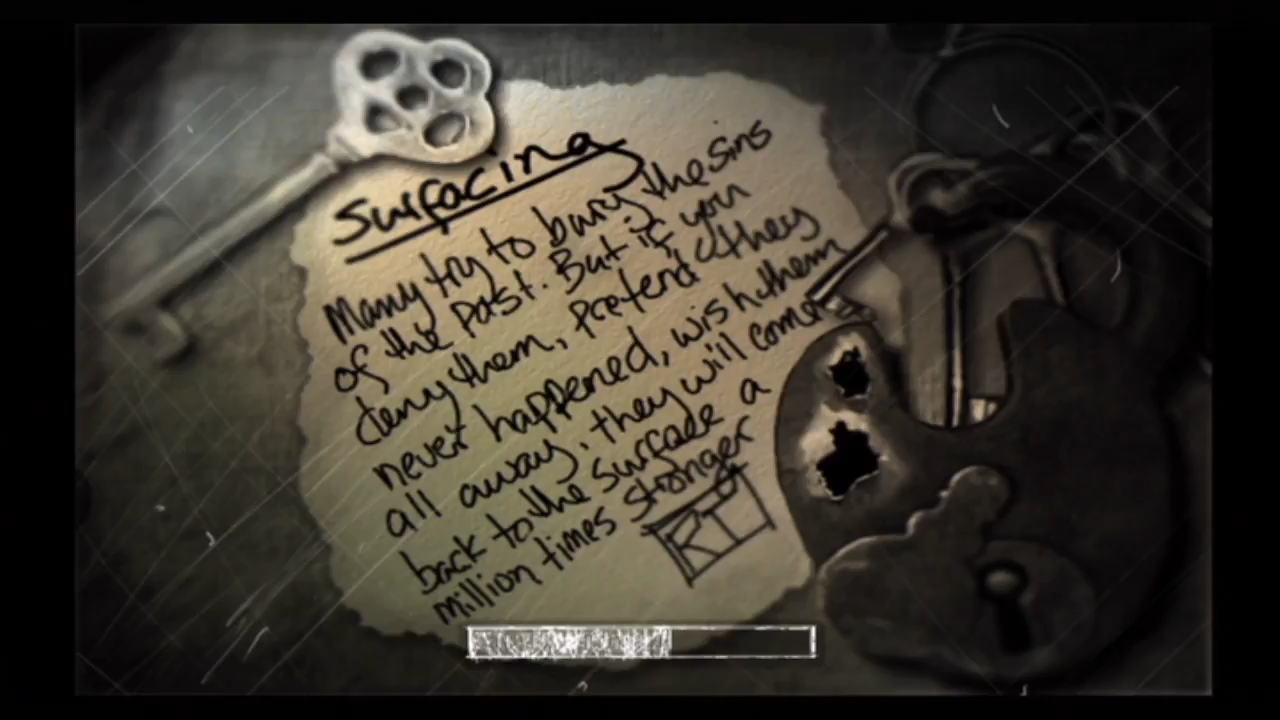 Surfacing
Many try to bury the sins
of the past. But if you
deny them, pretend they
never happened, wish them
all away, they will come
back to the surface a
million times stronger
RL